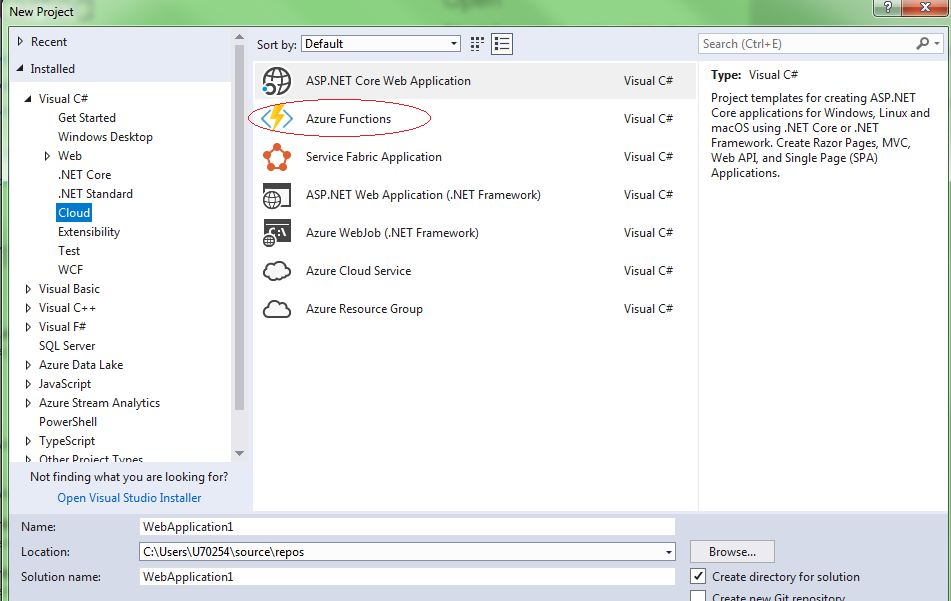 New Project
?
x
Recent
Installed
Visual C#
Get Started
Windows Desktop
Web
.NET Core
.NET Standard
Cloud
Extensibility
Test
WCF
Visual Basic
Visual C++
Visual F#
SQL Server
Azure Data Lake
JavaScript
Azure Stream Analytics
PowerShell
TypeScript
Other Project Types
Not finding what you are looking for?
Open Visual Studio Installer
Sort by: Default
ASP.NET Core Web Application Visual C#
Azure Functions Visual C#
Service Fabric Application Visual C#
ASP.NET Web Application (.NET Framework) Visual C#
Azure WebJob (.NET Framework) Visual C#
Azure Cloud Service Visual C#
Azure Resource Group Visual C#
Search (Ctrl+E)
Type: Visual C#
Project templates for creating ASP.NET
Core applications for Windows, Linux and
macOS using .NET Core or .NET
Framework. Create Razor Pages, MVC,
Web API, and Single Page (SPA)
Applications.
Name: WebApplication1
Location: C:\Users\U70254\source\repos Browse...
Solution name: WebApplication1
Create directory for solution
Create new Git repository